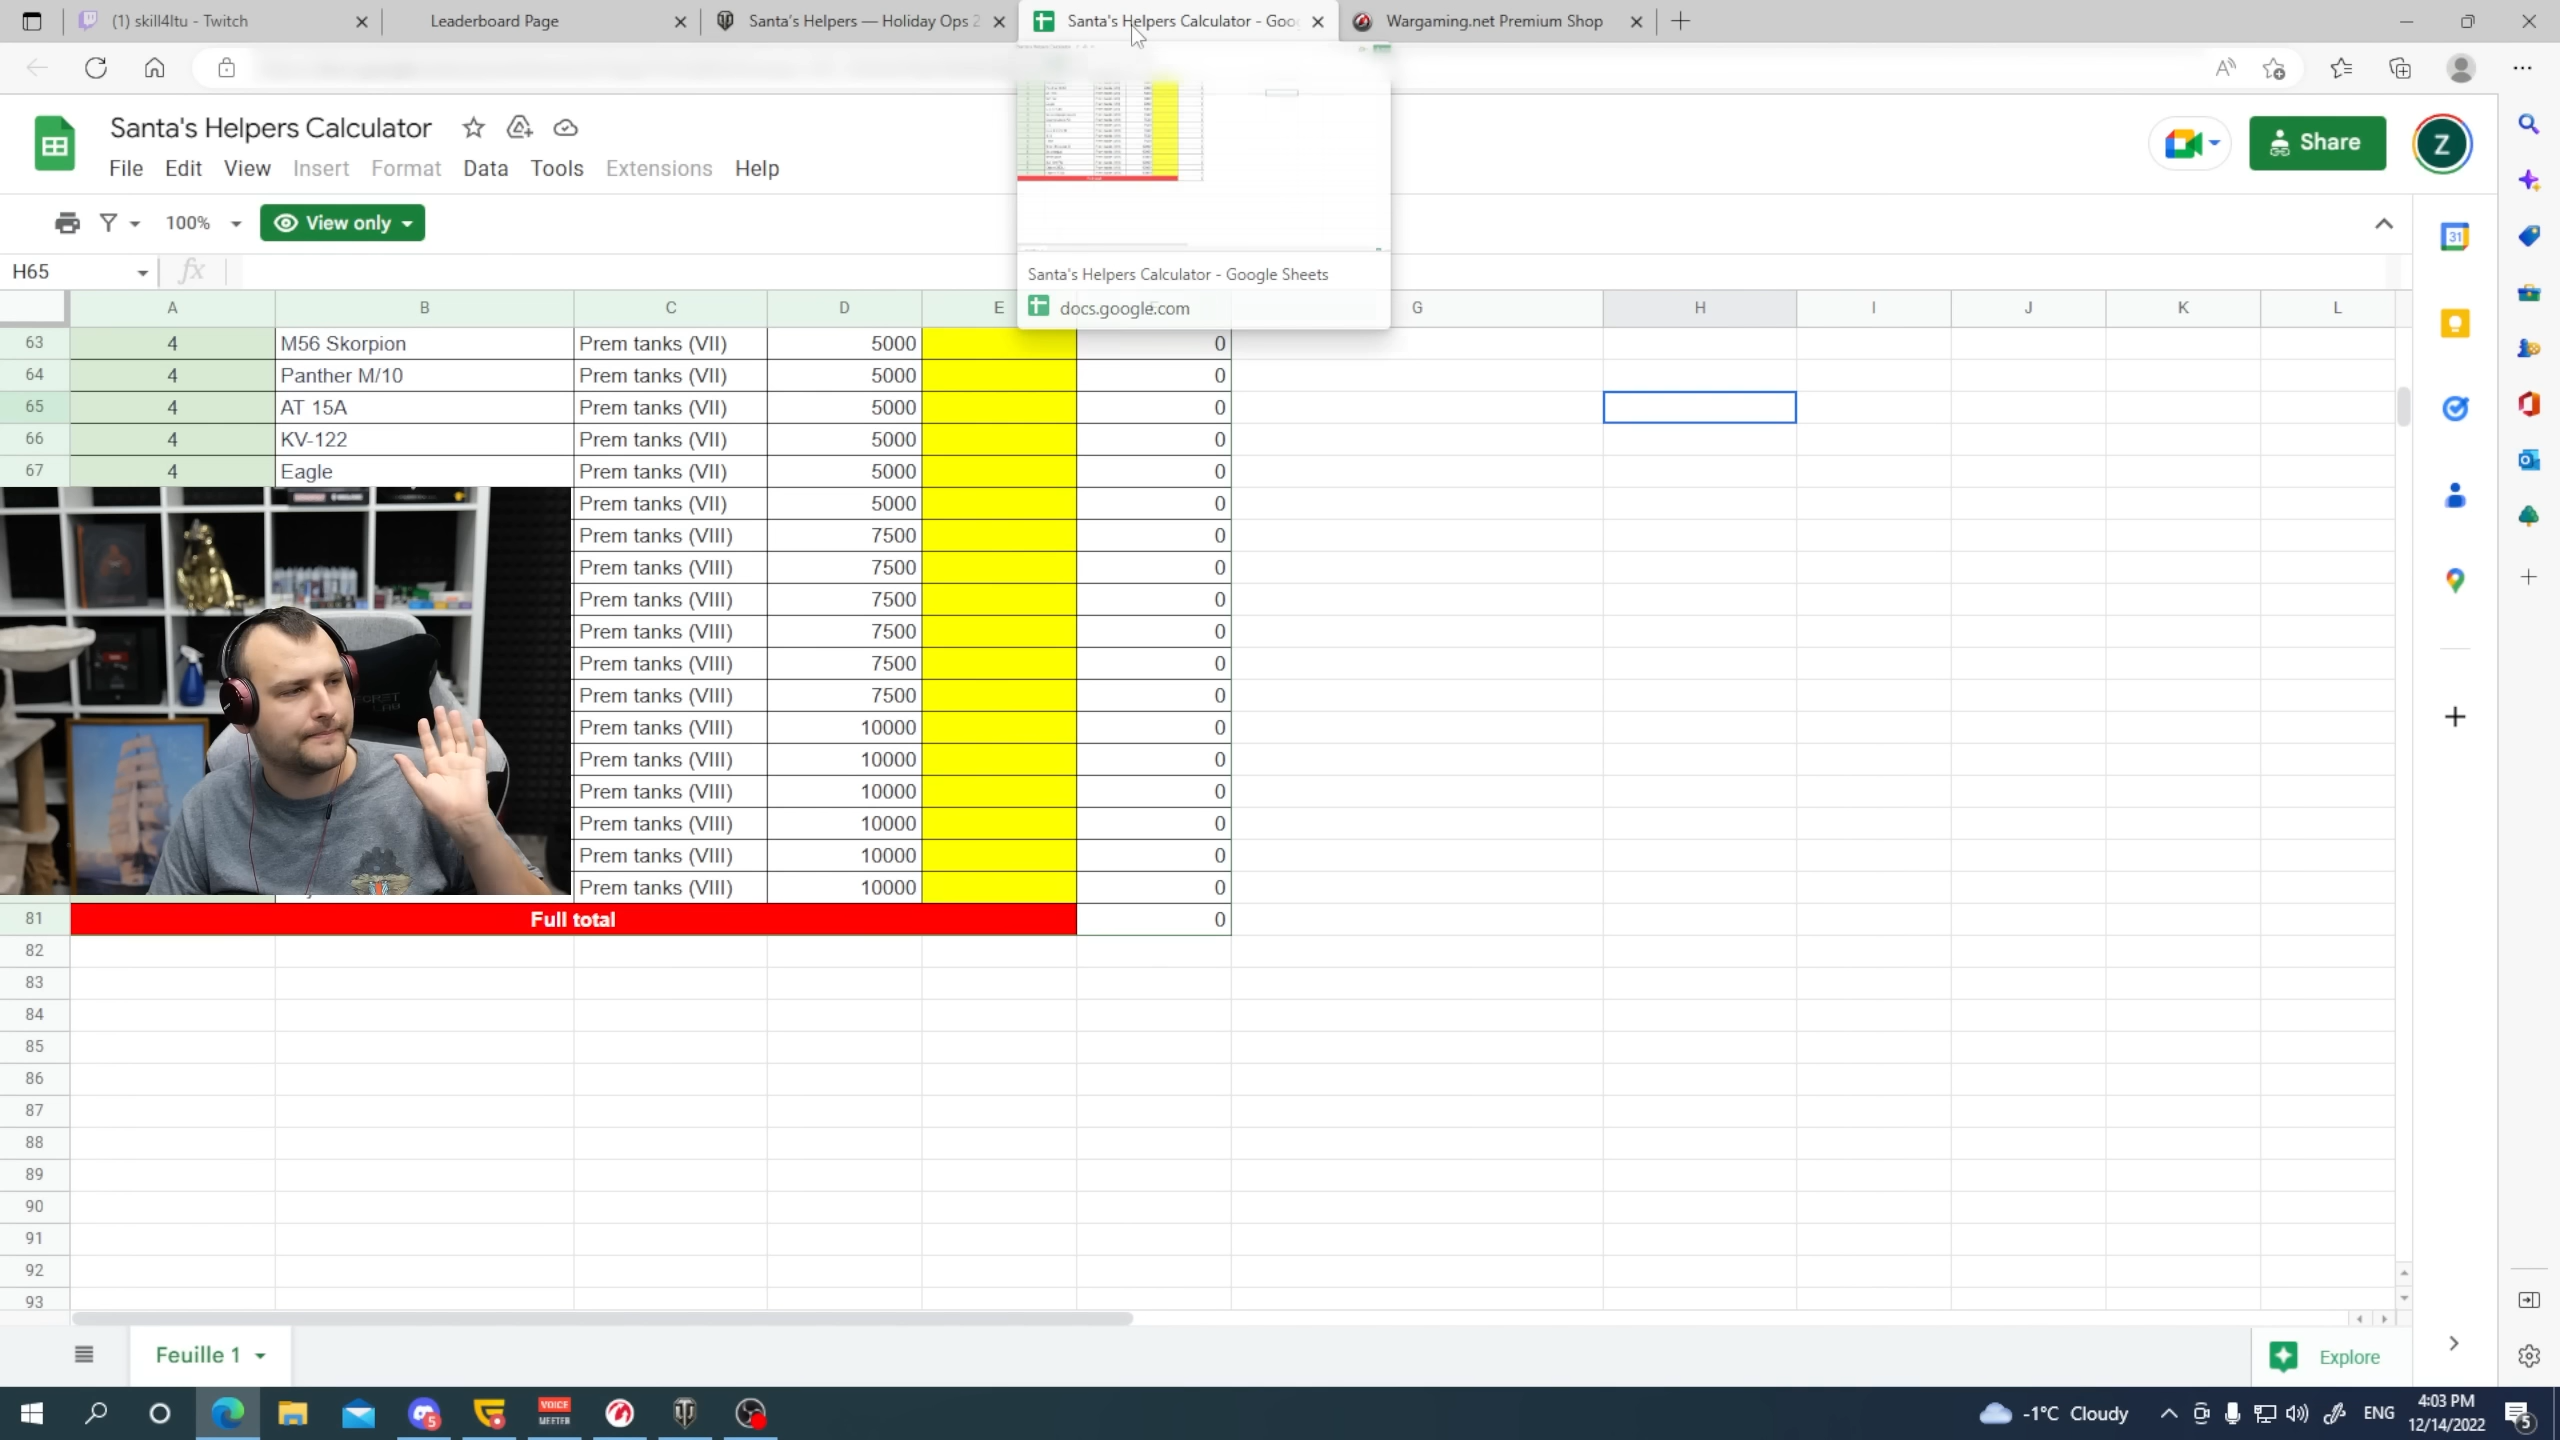 (1) skill4ltu - Twitch
Leaderboard Page
Santa's Helpers — Holiday Ops 2
Santa's Helpers Calculator - Goo
Wargaming.net Premium Shop
Santa's Helpers Calculator
File Edit View Insert Format Data Tools Extensions Help
Share
Z
100%
View only
31
H65
fx
Santa's Helpers Calculator - Google Sheets
docs.google.com
A B C D E F G H I J K L
63 4 M56 Skorpion Prem tanks (VII) 5000 0
64 4 Panther M/10 Prem tanks (VII) 5000 0
65 4 AT 15A Prem tanks (VII) 5000 0
66 4 KV-122 Prem tanks (VII) 5000 0
67 4 Eagle Prem tanks (VII) 5000 0
Prem tanks (VII) 5000 0
Prem tanks (VIII) 7500 0
Prem tanks (VIII) 7500 0
Prem tanks (VIII) 7500 0
Prem tanks (VIII) 7500 0
Prem tanks (VIII) 7500 0
Prem tanks (VIII) 7500 0
Prem tanks (VIII) 10000 0
Prem tanks (VIII) 10000 0
Prem tanks (VIII) 10000 0
Prem tanks (VIII) 10000 0
Prem tanks (VIII) 10000 0
Prem tanks (VIII) 10000 0
81 Full total 0
82
83
84
85
86
87
88
89
90
91
92
93
Feuille 1
Explore
5
VOICE
MEETER
-1°C Cloudy
ENG
4:03 PM
12/14/2022
5